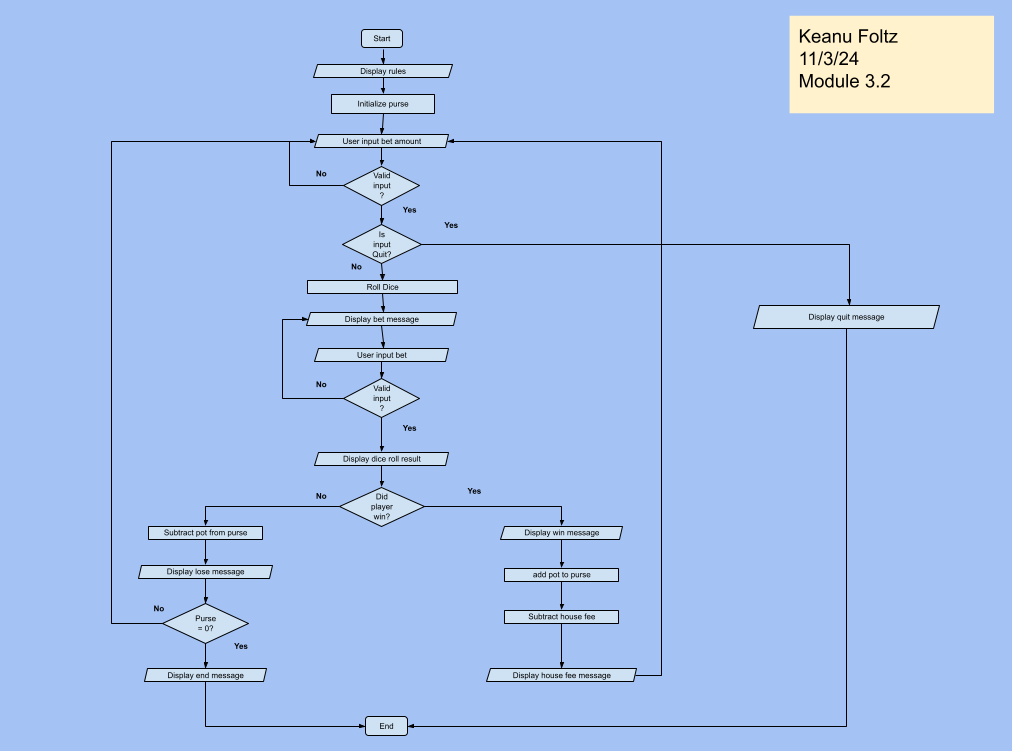 Keanu Foltz
11/3/24
Module 3.2
Start
Display rules
Initialize purse
User input bet amount
No
Valid
input
?
Yes
Yes
Is
input
Quit?
No
Roll Dice
Display quit message
Display bet message
User input bet
No
Valid
input
?
Yes
Display dice roll result
No
Did
player
win?
Yes
Subtract pot from purse
Display win message
Display lose message
add pot to purse
No
Purse
= 0?
Subtract house fee
Yes
Display end message
Display house fee message
End